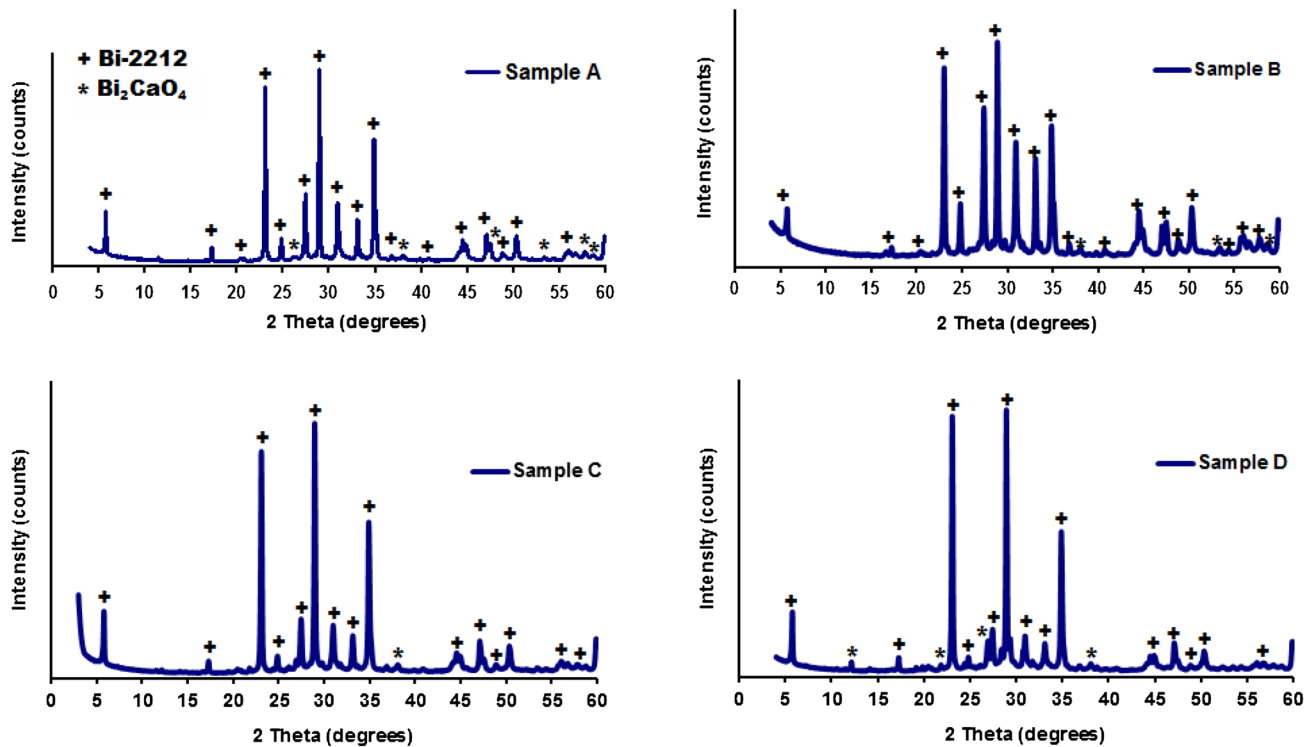 + Bi-2212
* Bi₂CaO₄
Sample A
Intensity (counts)
0 5 10 15 20 25 30 35 40 45 50 55 60
2 Theta (degrees)
Sample B
Intensity (counts)
0 5 10 15 20 25 30 35 40 45 50 55 60
2 Theta (degrees)
Sample C
Intensity (counts)
0 5 10 15 20 25 30 35 40 45 50 55 60
2 Theta (degrees)
Sample D
Intensity (counts)
0 5 10 15 20 25 30 35 40 45 50 55 60
2 Theta (degrees)